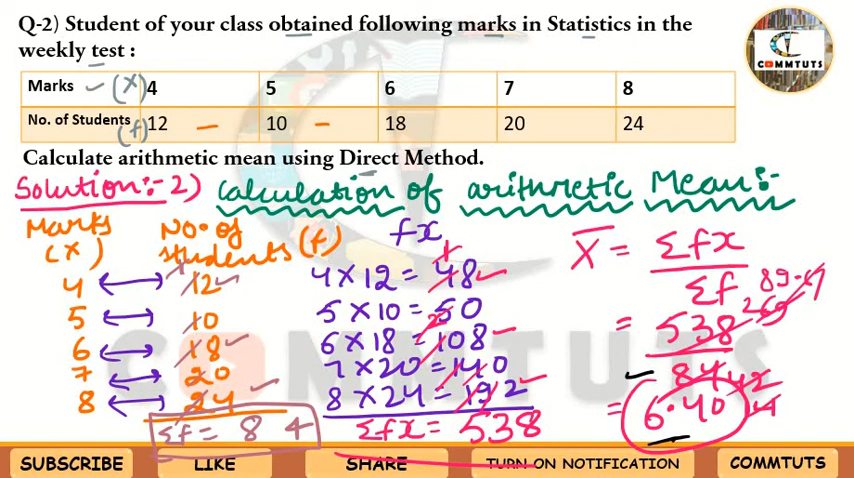 Q-2) Student of your class obtained following marks in Statistics in the
weekly test :
COMMTUTS
Marks (X) 4 5 6 7 8
No. of Students (f) 12 10 18 20 24
Calculate arithmetic mean using Direct Method.
Solution:- 2) Calculation of arithmetic Mean:-
Marks (X) No. of students (f) fx
4 12 4 × 12 = 48
5 10 5 × 10 = 50
6 18 6 × 18 = 108
7 20 7 × 20 = 140
8 24 8 × 24 = 192
Σf = 84 Σfx = 538
X̅ = Σfx
Σf
= 538 269
84 42
= 6.40
COMMTUTS
SUBSCRIBE LIKE SHARE TURN ON NOTIFICATION COMMTUTS